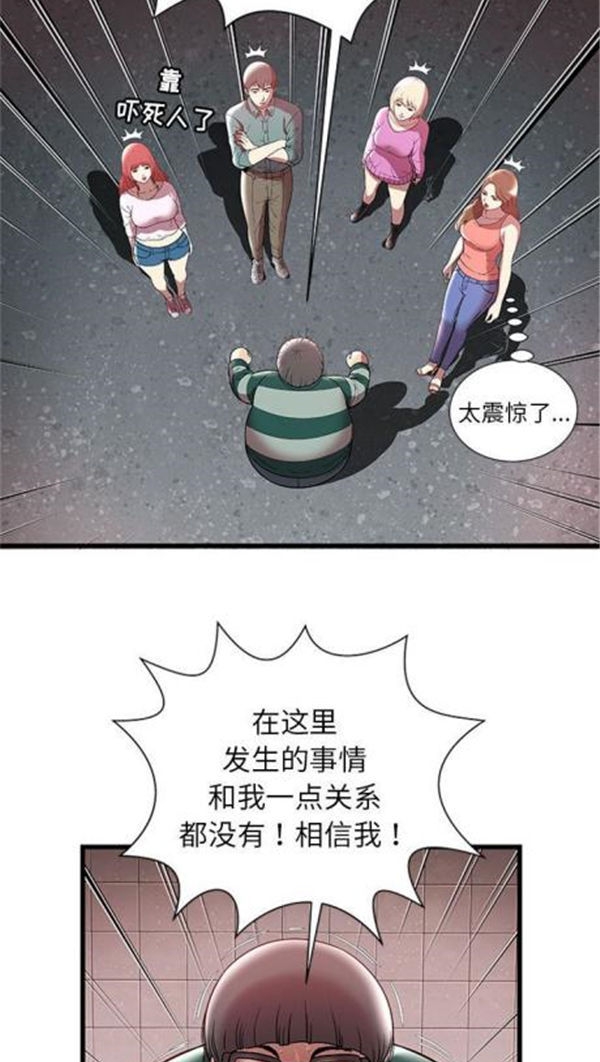 靠
吓死人了
太震惊了...
在这里
发生的事情
和我一点关系
都没有！相信我！